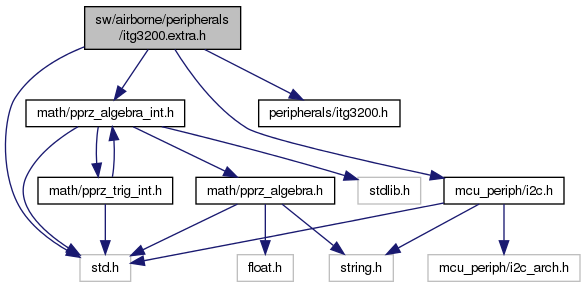 sw/airborne/peripherals
/itg3200.extra.h
math/pprz_algebra_int.h
peripherals/itg3200.h
math/pprz_trig_int.h
math/pprz_algebra.h
stdlib.h
mcu_periph/i2c.h
std.h
float.h
string.h
mcu_periph/i2c_arch.h